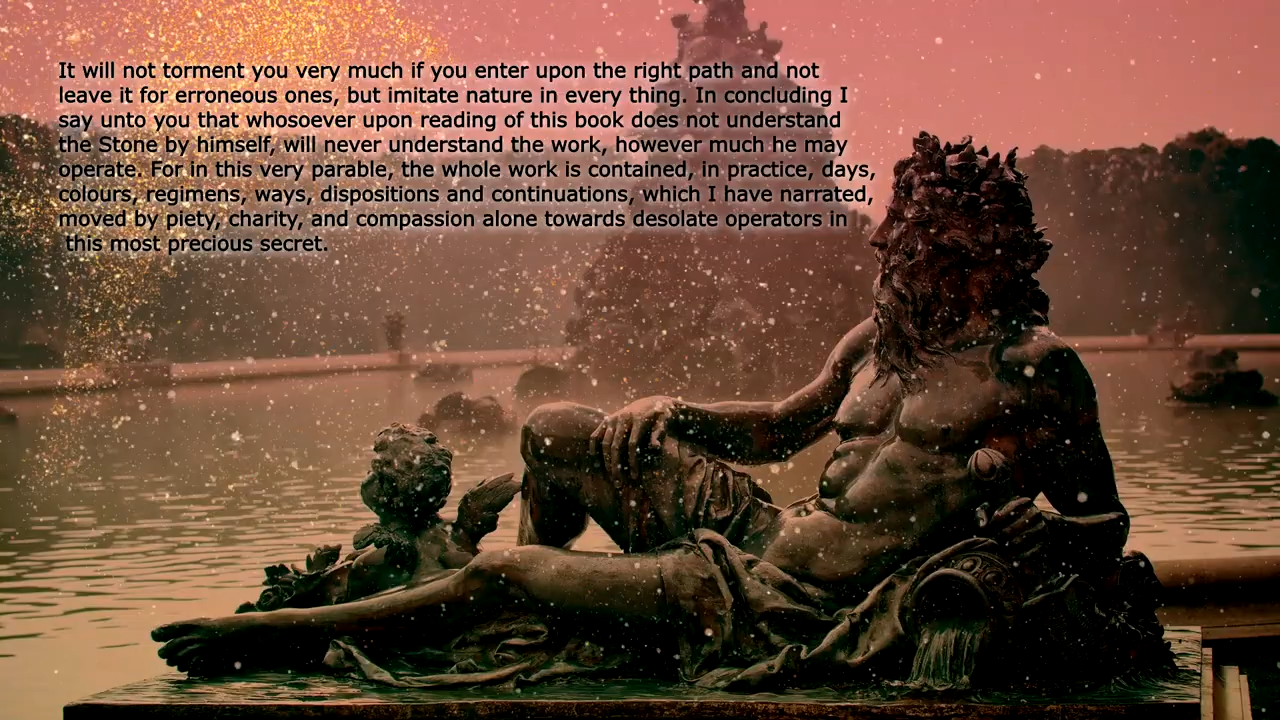 It will not torment you very much if you enter upon the right path and not
leave it for erroneous ones, but imitate nature in every thing. In concluding I
say unto you that whosoever upon reading of this book does not understand
the Stone by himself, will never understand the work, however much he may
operate. For in this very parable, the whole work is contained, in practice, days,
colours, regimens, ways, dispositions and continuations, which I have narrated,
moved by piety, charity, and compassion alone towards desolate operators in
this most precious secret.